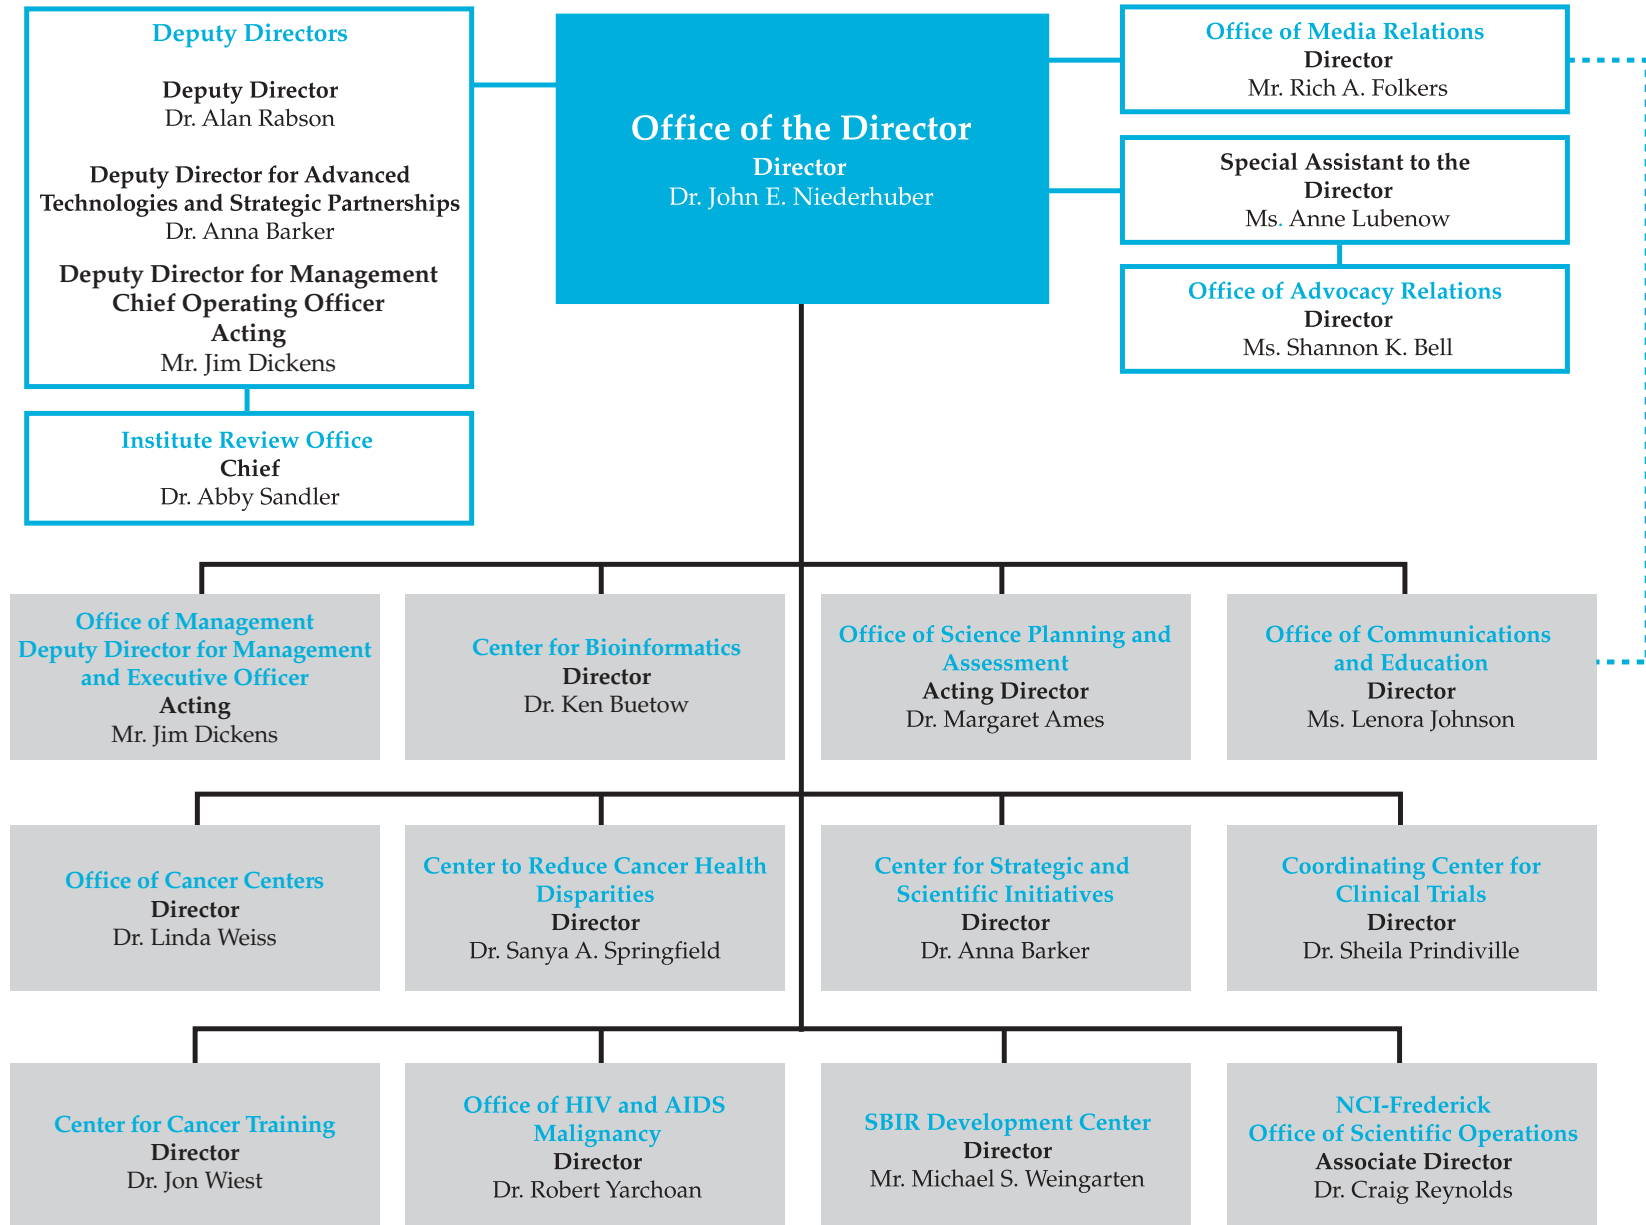 Deputy Directors
Deputy Director
Dr. Alan Rabson
Deputy Director for Advanced
Technologies and Strategic Partnerships
Dr. Anna Barker
Deputy Director for Management
Chief Operating Officer
Acting
Mr. Jim Dickens
Institute Review Office
Chief
Dr. Abby Sandler
Office of the Director
Director
Dr. John E. Niederhuber
Office of Media Relations
Director
Mr. Rich A. Folkers
Special Assistant to the
Director
Ms. Anne Lubenow
Office of Advocacy Relations
Director
Ms. Shannon K. Bell
Office of Management
Deputy Director for Management
and Executive Officer
Acting
Mr. Jim Dickens
Center for Bioinformatics
Director
Dr. Ken Buetow
Office of Science Planning and
Assessment
Acting Director
Dr. Margaret Ames
Office of Communications
and Education
Director
Ms. Lenora Johnson
Office of Cancer Centers
Director
Dr. Linda Weiss
Center to Reduce Cancer Health
Disparities
Director
Dr. Sanya A. Springfield
Center for Strategic and
Scientific Initiatives
Director
Dr. Anna Barker
Coordinating Center for
Clinical Trials
Director
Dr. Sheila Prindiville
Center for Cancer Training
Director
Dr. Jon Wiest
Office of HIV and AIDS
Malignancy
Director
Dr. Robert Yarchoan
SBIR Development Center
Director
Mr. Michael S. Weingarten
NCI-Frederick
Office of Scientific Operations
Associate Director
Dr. Craig Reynolds